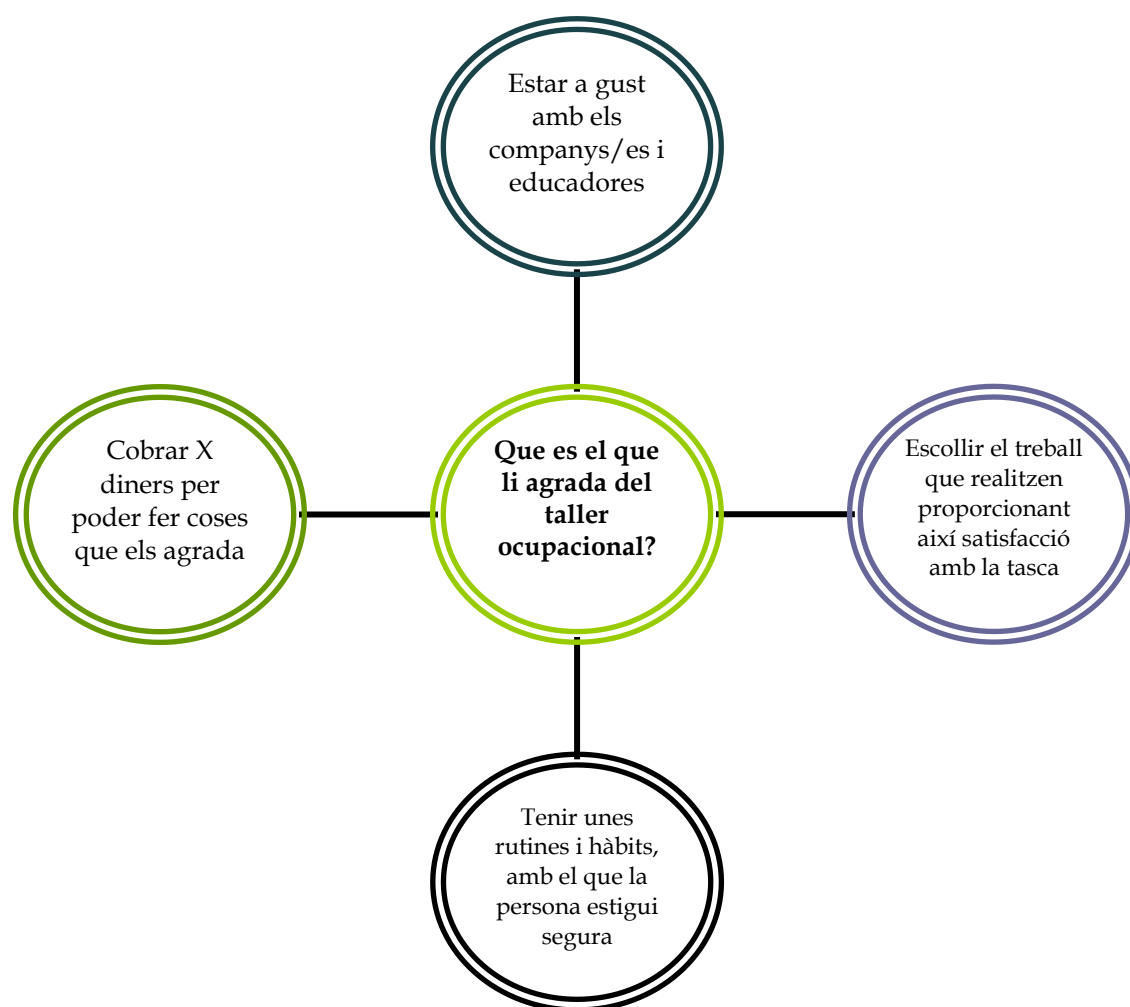 Estar a gust
amb els
companys/es i
educadores
Cobrar X
diners per
poder fer coses
que els agrada
Que es el que
li agrada del
taller
ocupacional?
Escollir el treball
que realitzen
proporcionant
així satisfacció
amb la tasca
Tenir unes
rutines i hàbits,
amb el que la
persona estigui
segura